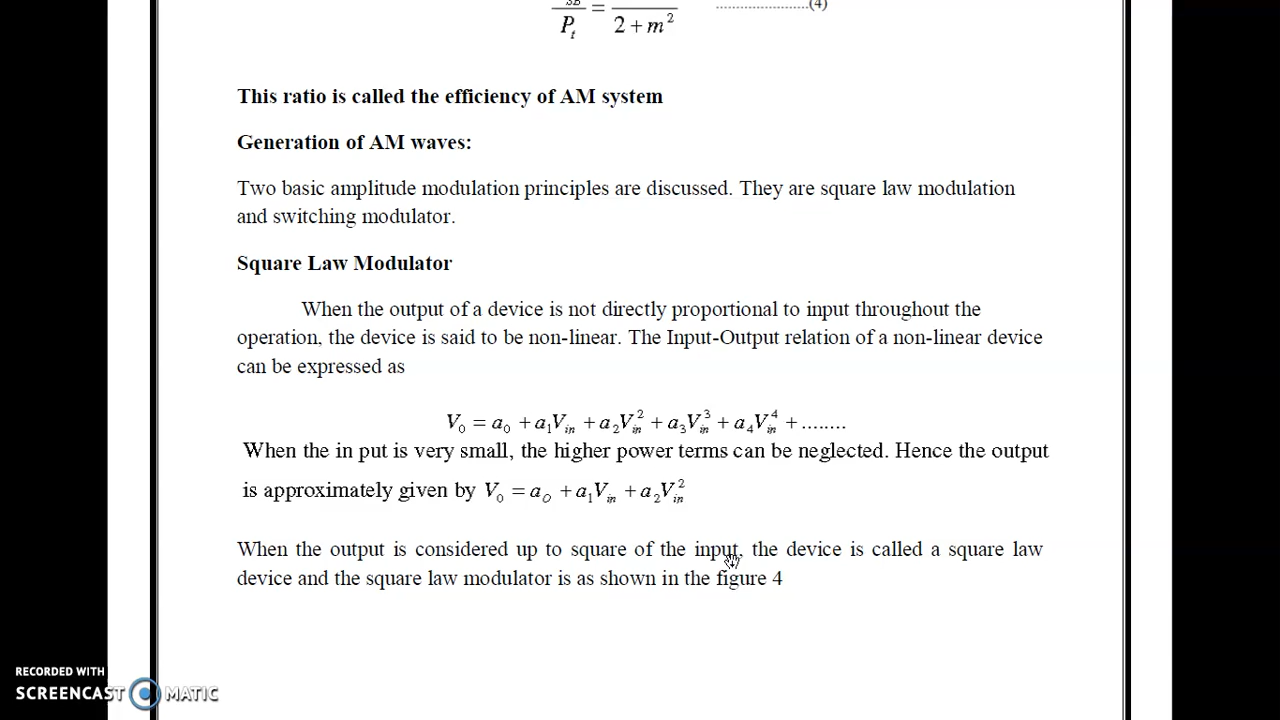 SB
P_t = 2 + m^2 .......................(4)
This ratio is called the efficiency of AM system
Generation of AM waves:
Two basic amplitude modulation principles are discussed. They are square law modulation
and switching modulator.
Square Law Modulator
When the output of a device is not directly proportional to input throughout the
operation, the device is said to be non-linear. The Input-Output relation of a non-linear device
can be expressed as
V_0 = a_0 + a_1V_in + a_2V_in^2 + a_3V_in^3 + a_4V_in^4 + ........
When the in put is very small, the higher power terms can be neglected. Hence the output
is approximately given by V_0 = a_O + a_1V_in + a_2V_in^2
When the output is considered up to square of the input, the device is called a square law
device and the square law modulator is as shown in the figure 4
RECORDED WITH
SCREENCAST MATIC